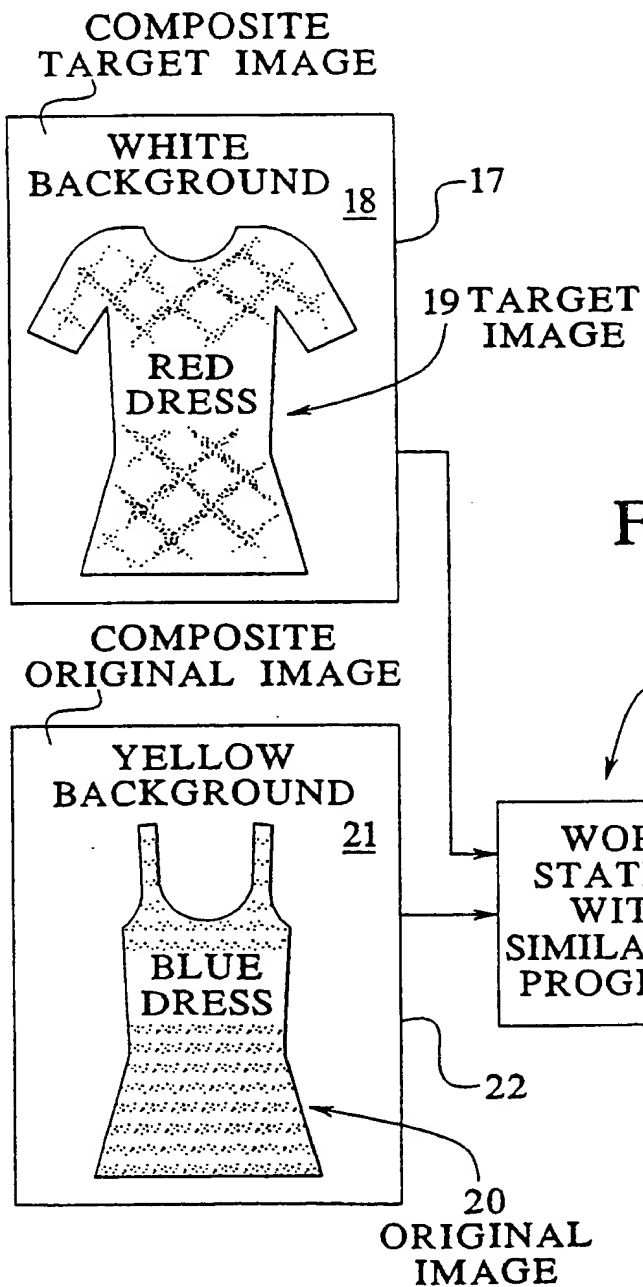 COMPOSITE
TARGET IMAGE
WHITE
BACKGROUND
18
17
19 TARGET
IMAGE
RED
DRESS
F
COMPOSITE
ORIGINAL IMAGE
YELLOW
BACKGROUND
21
BLUE
DRESS
22
20
ORIGINAL
IMAGE